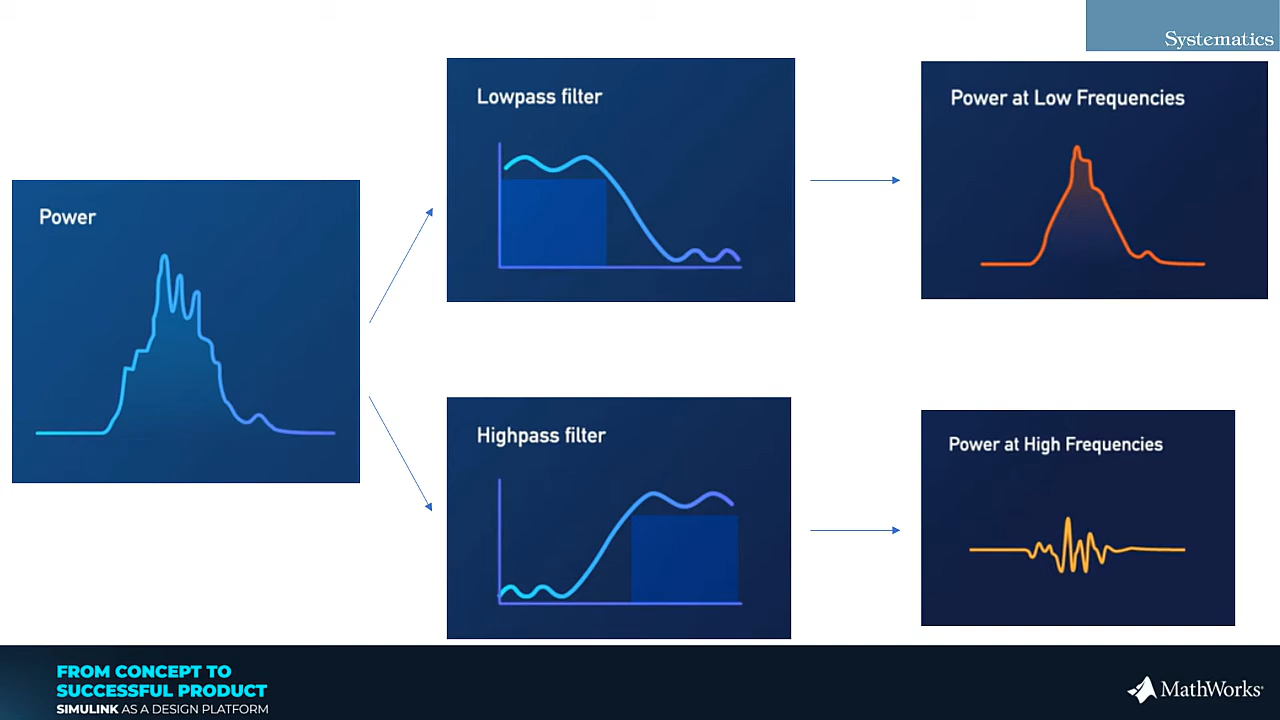 Systematics
Lowpass filter
Power at Low Frequencies
Power
Highpass filter
Power at High Frequencies
FROM CONCEPT TO
SUCCESSFUL PRODUCT
SIMULINK AS A DESIGN PLATFORM
MathWorks